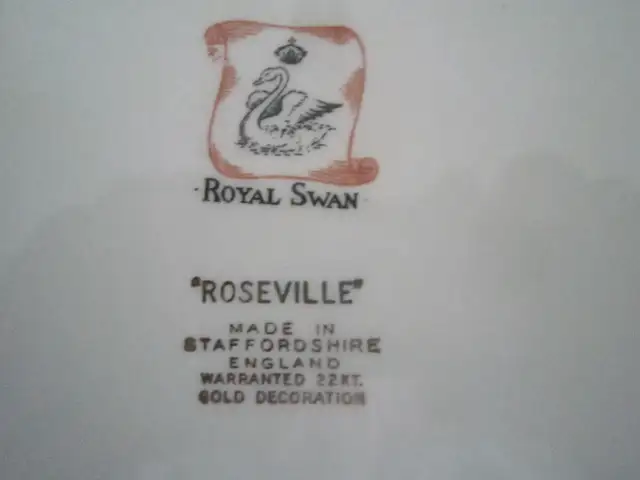 · ROYAL SWAN ·
"ROSEVILLE"
MADE IN
STAFFORDSHIRE
ENGLAND
WARRANTED 22KT.
GOLD DECORATION